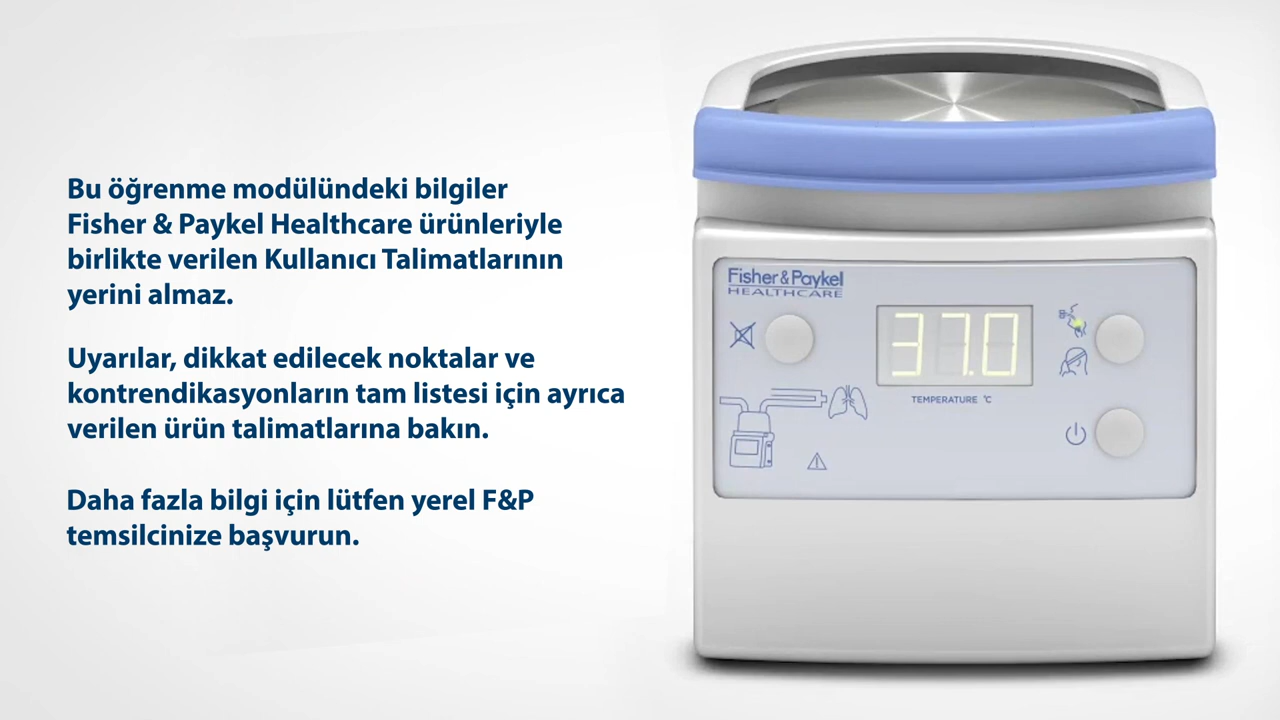 Bu öğrenme modülündeki bilgiler
Fisher & Paykel Healthcare ürünleriyle
birlikte verilen Kullanıcı Talimatlarının
yerini almaz.
Uyarılar, dikkat edilecek noktalar ve
kontrendikasyonların tam listesi için ayrıca
verilen ürün talimatlarına bakın.
Daha fazla bilgi için lütfen yerel F&P
temsilcinize başvurun.
Fisher & Paykel
HEALTHCARE
37.0
TEMPERATURE °C